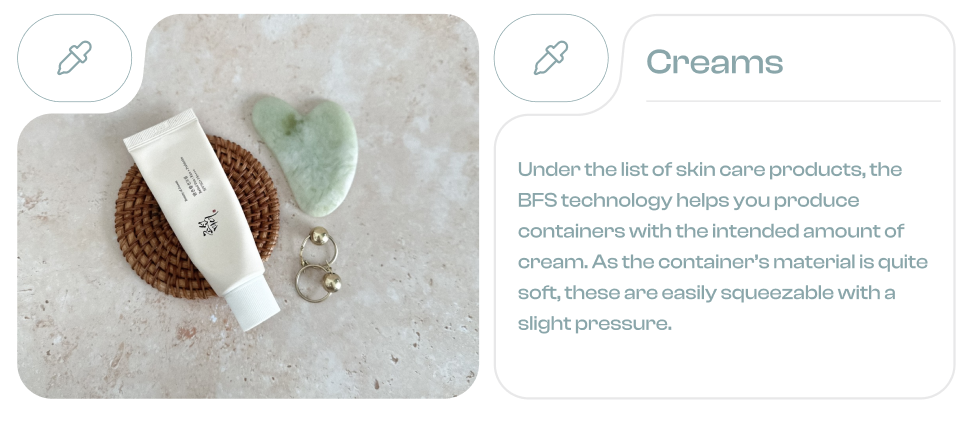 Creams
Under the list of skin care products, the
BFS technology helps you produce
containers with the intended amount of
cream. As the container's material is quite
soft, these are easily squeezable with a
slight pressure.